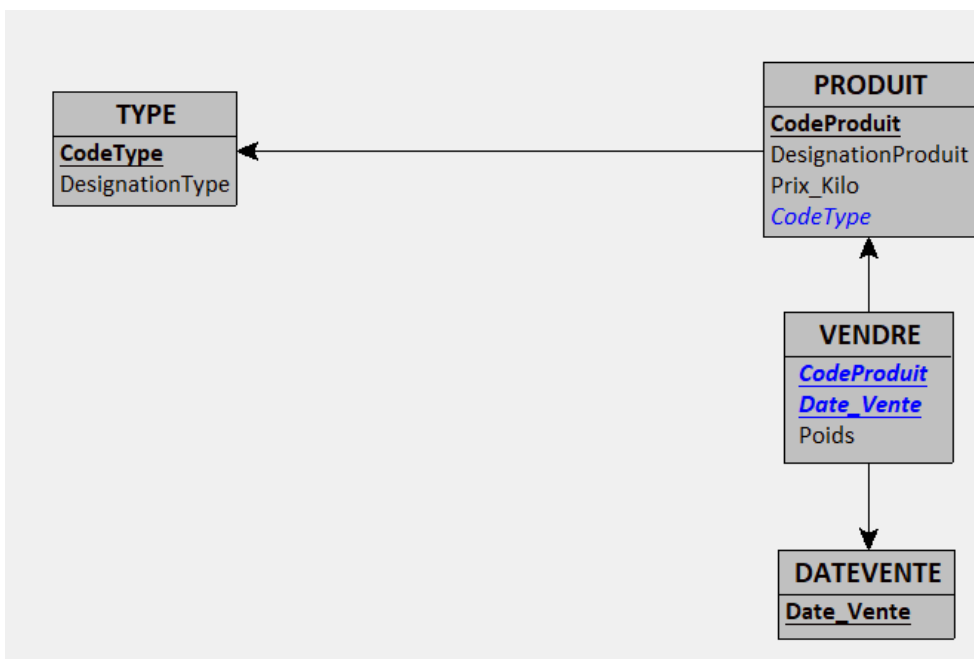 TYPE
CodeType
DesignationType
PRODUIT
CodeProduit
DesignationProduit
Prix_Kilo
CodeType
VENDRE
CodeProduit
Date_Vente
Poids
DATEVENTE
Date_Vente